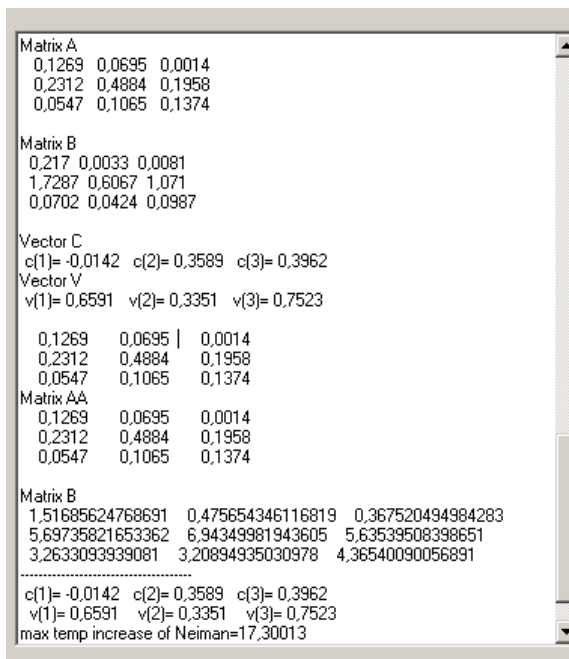 Matrix A
0,1269 0,0695 0,0014
0,2312 0,4884 0,1958
0,0547 0,1065 0,1374
Matrix B
0,217 0,0033 0,0081
1,7287 0,6067 1,071
0,0702 0,0424 0,0987
Vector C
c(1)= -0,0142 c(2)= 0,3589 c(3)= 0,3962
Vector V
v(1)= 0,6591 v(2)= 0,3351 v(3)= 0,7523
0,1269 0,0695 0,0014
0,2312 0,4884 0,1958
0,0547 0,1065 0,1374
Matrix AA
0,1269 0,0695 0,0014
0,2312 0,4884 0,1958
0,0547 0,1065 0,1374
Matrix B
1,51685624768691 0,475654346116819 0,367520494984283
5,69735821653362 6,94349981943605 5,63539508398651
3,2633093939081 3,20894935030978 4,36540090056891
------------------------------------
c(1)= -0,0142 c(2)= 0,3589 c(3)= 0,3962
v(1)= 0,6591 v(2)= 0,3351 v(3)= 0,7523
max temp increase of Neiman=17,30013